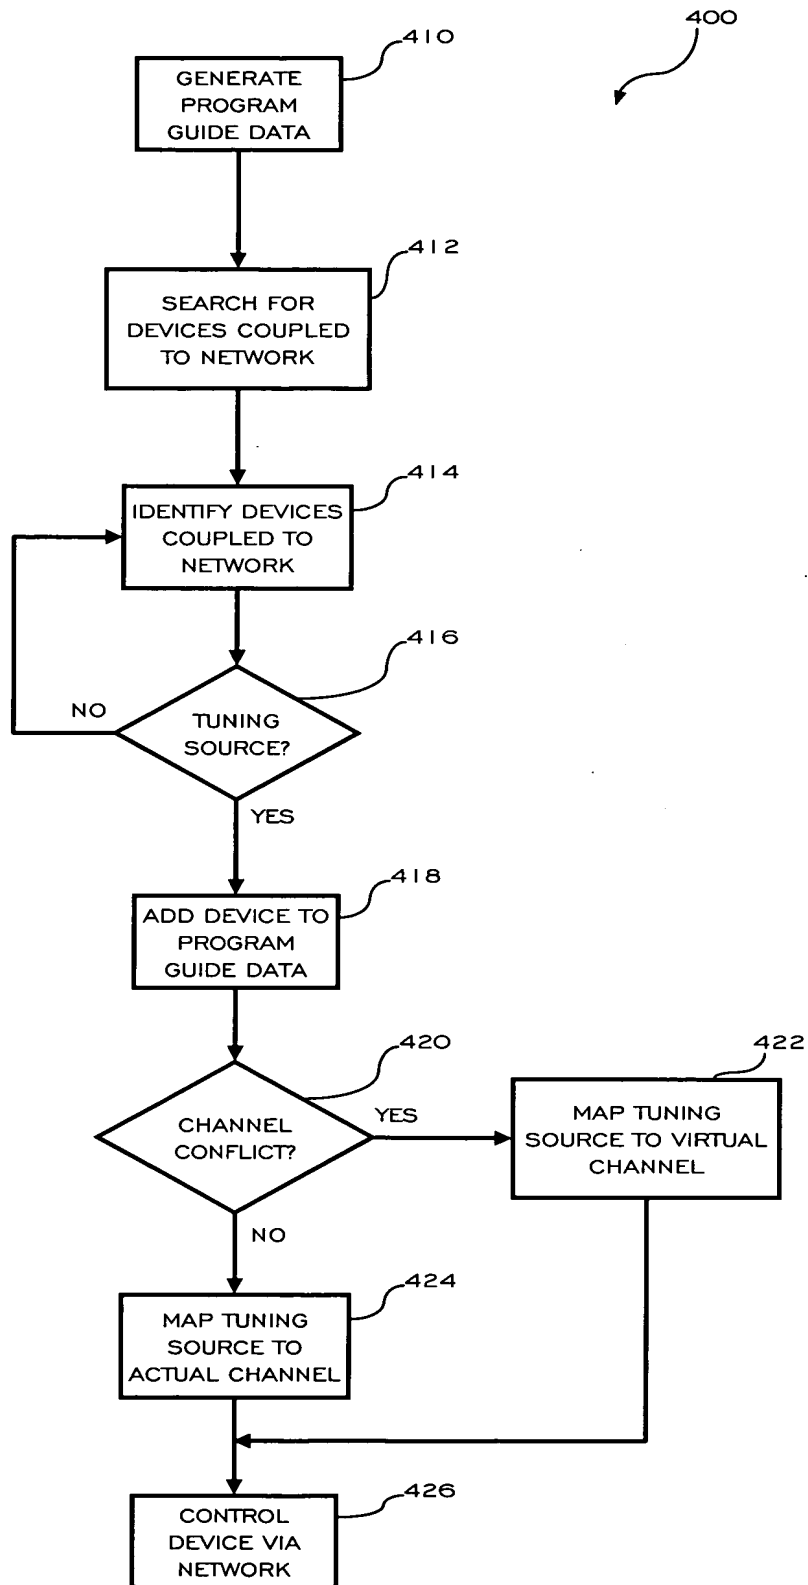 400
410
GENERATE
PROGRAM
GUIDE DATA
412
SEARCH FOR
DEVICES COUPLED
TO NETWORK
414
IDENTIFY DEVICES
COUPLED TO
NETWORK
416
TUNING
SOURCE?
NO
YES
418
ADD DEVICE TO
PROGRAM
GUIDE DATA
420
CHANNEL
CONFLICT?
YES
422
MAP TUNING
SOURCE TO VIRTUAL
CHANNEL
NO
424
MAP TUNING
SOURCE TO
ACTUAL CHANNEL
426
CONTROL
DEVICE VIA
NETWORK